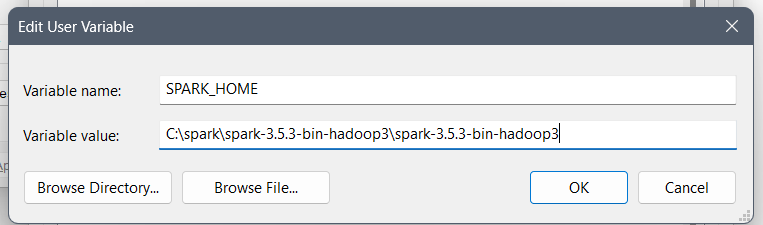 Edit User Variable
Variable name:
SPARK_HOME
Variable value:
C:\spark\spark-3.5.3-bin-hadoop3\spark-3.5.3-bin-hadoop3
Browse Directory...
Browse File...
OK
Cancel